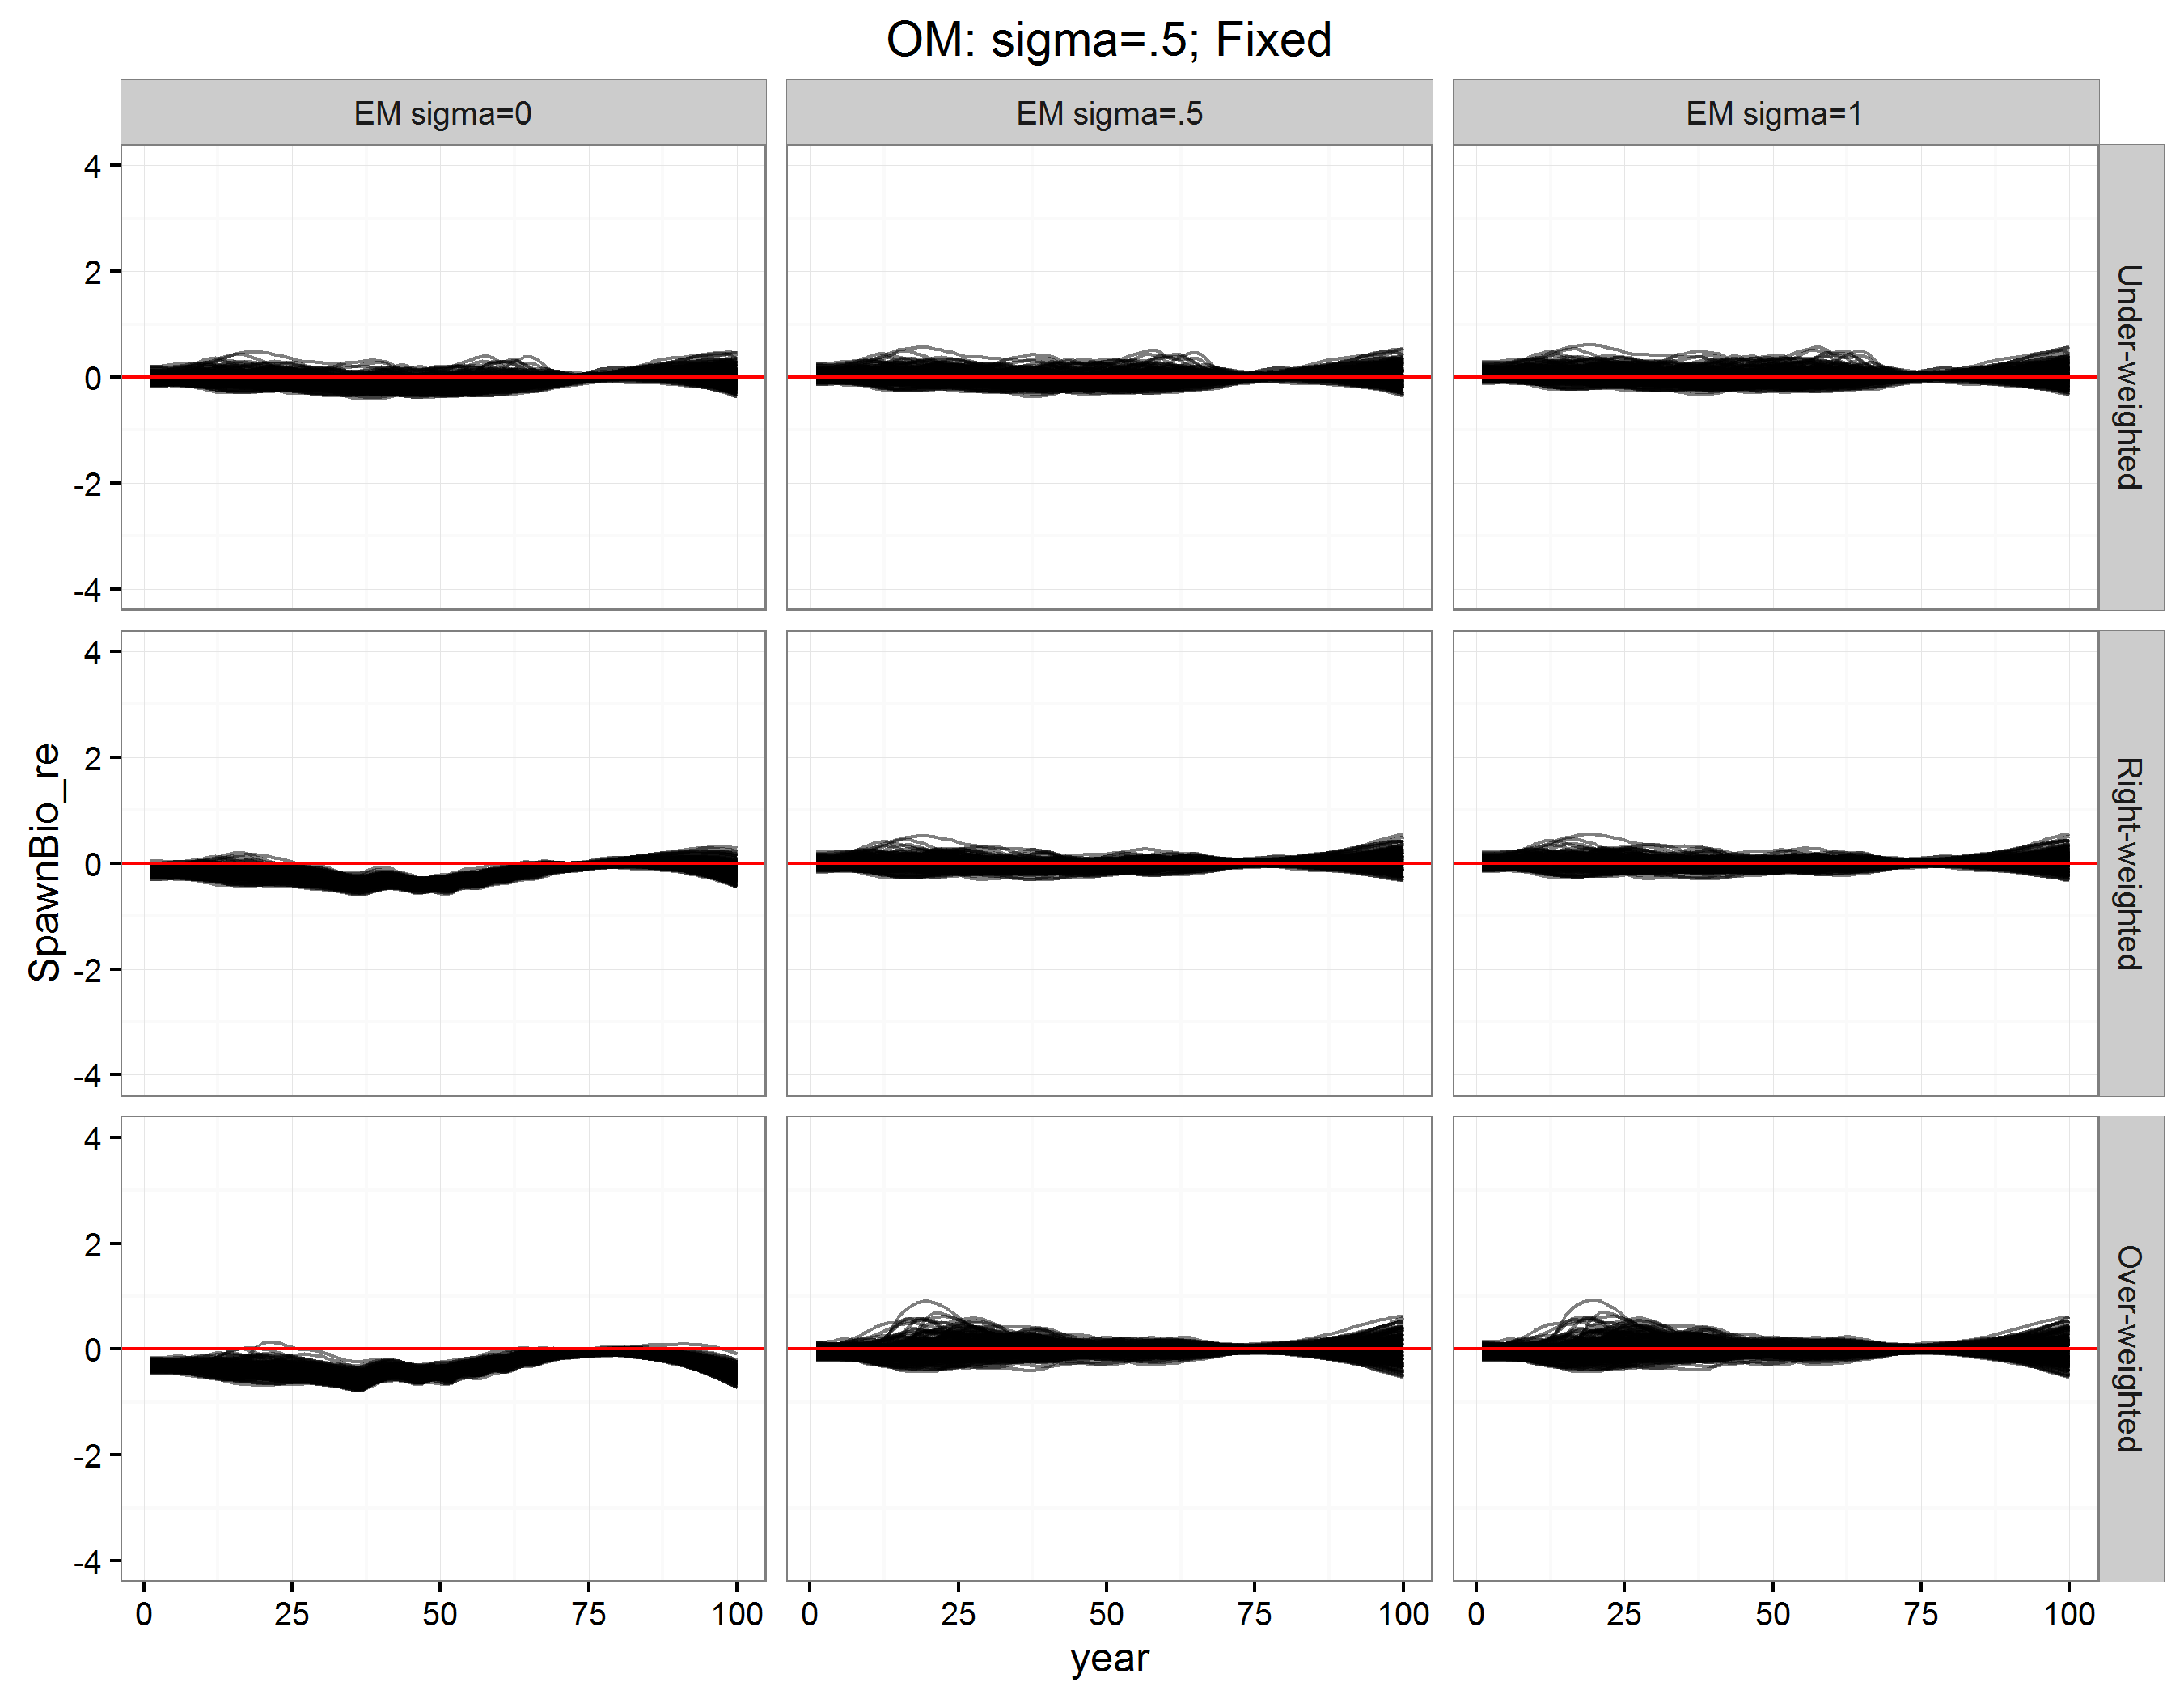 OM: sigma=.5; Fixed
EM sigma=0
EM sigma=.5
EM sigma=1
4
2
0
-2
-4
Under-weighted
SpawnBio_re
4
2
0
-2
-4
Right-weighted
4
2
0
-2
-4
Over-weighted
0 25 50 75 100
0 25 50 75 100
0 25 50 75 100
year